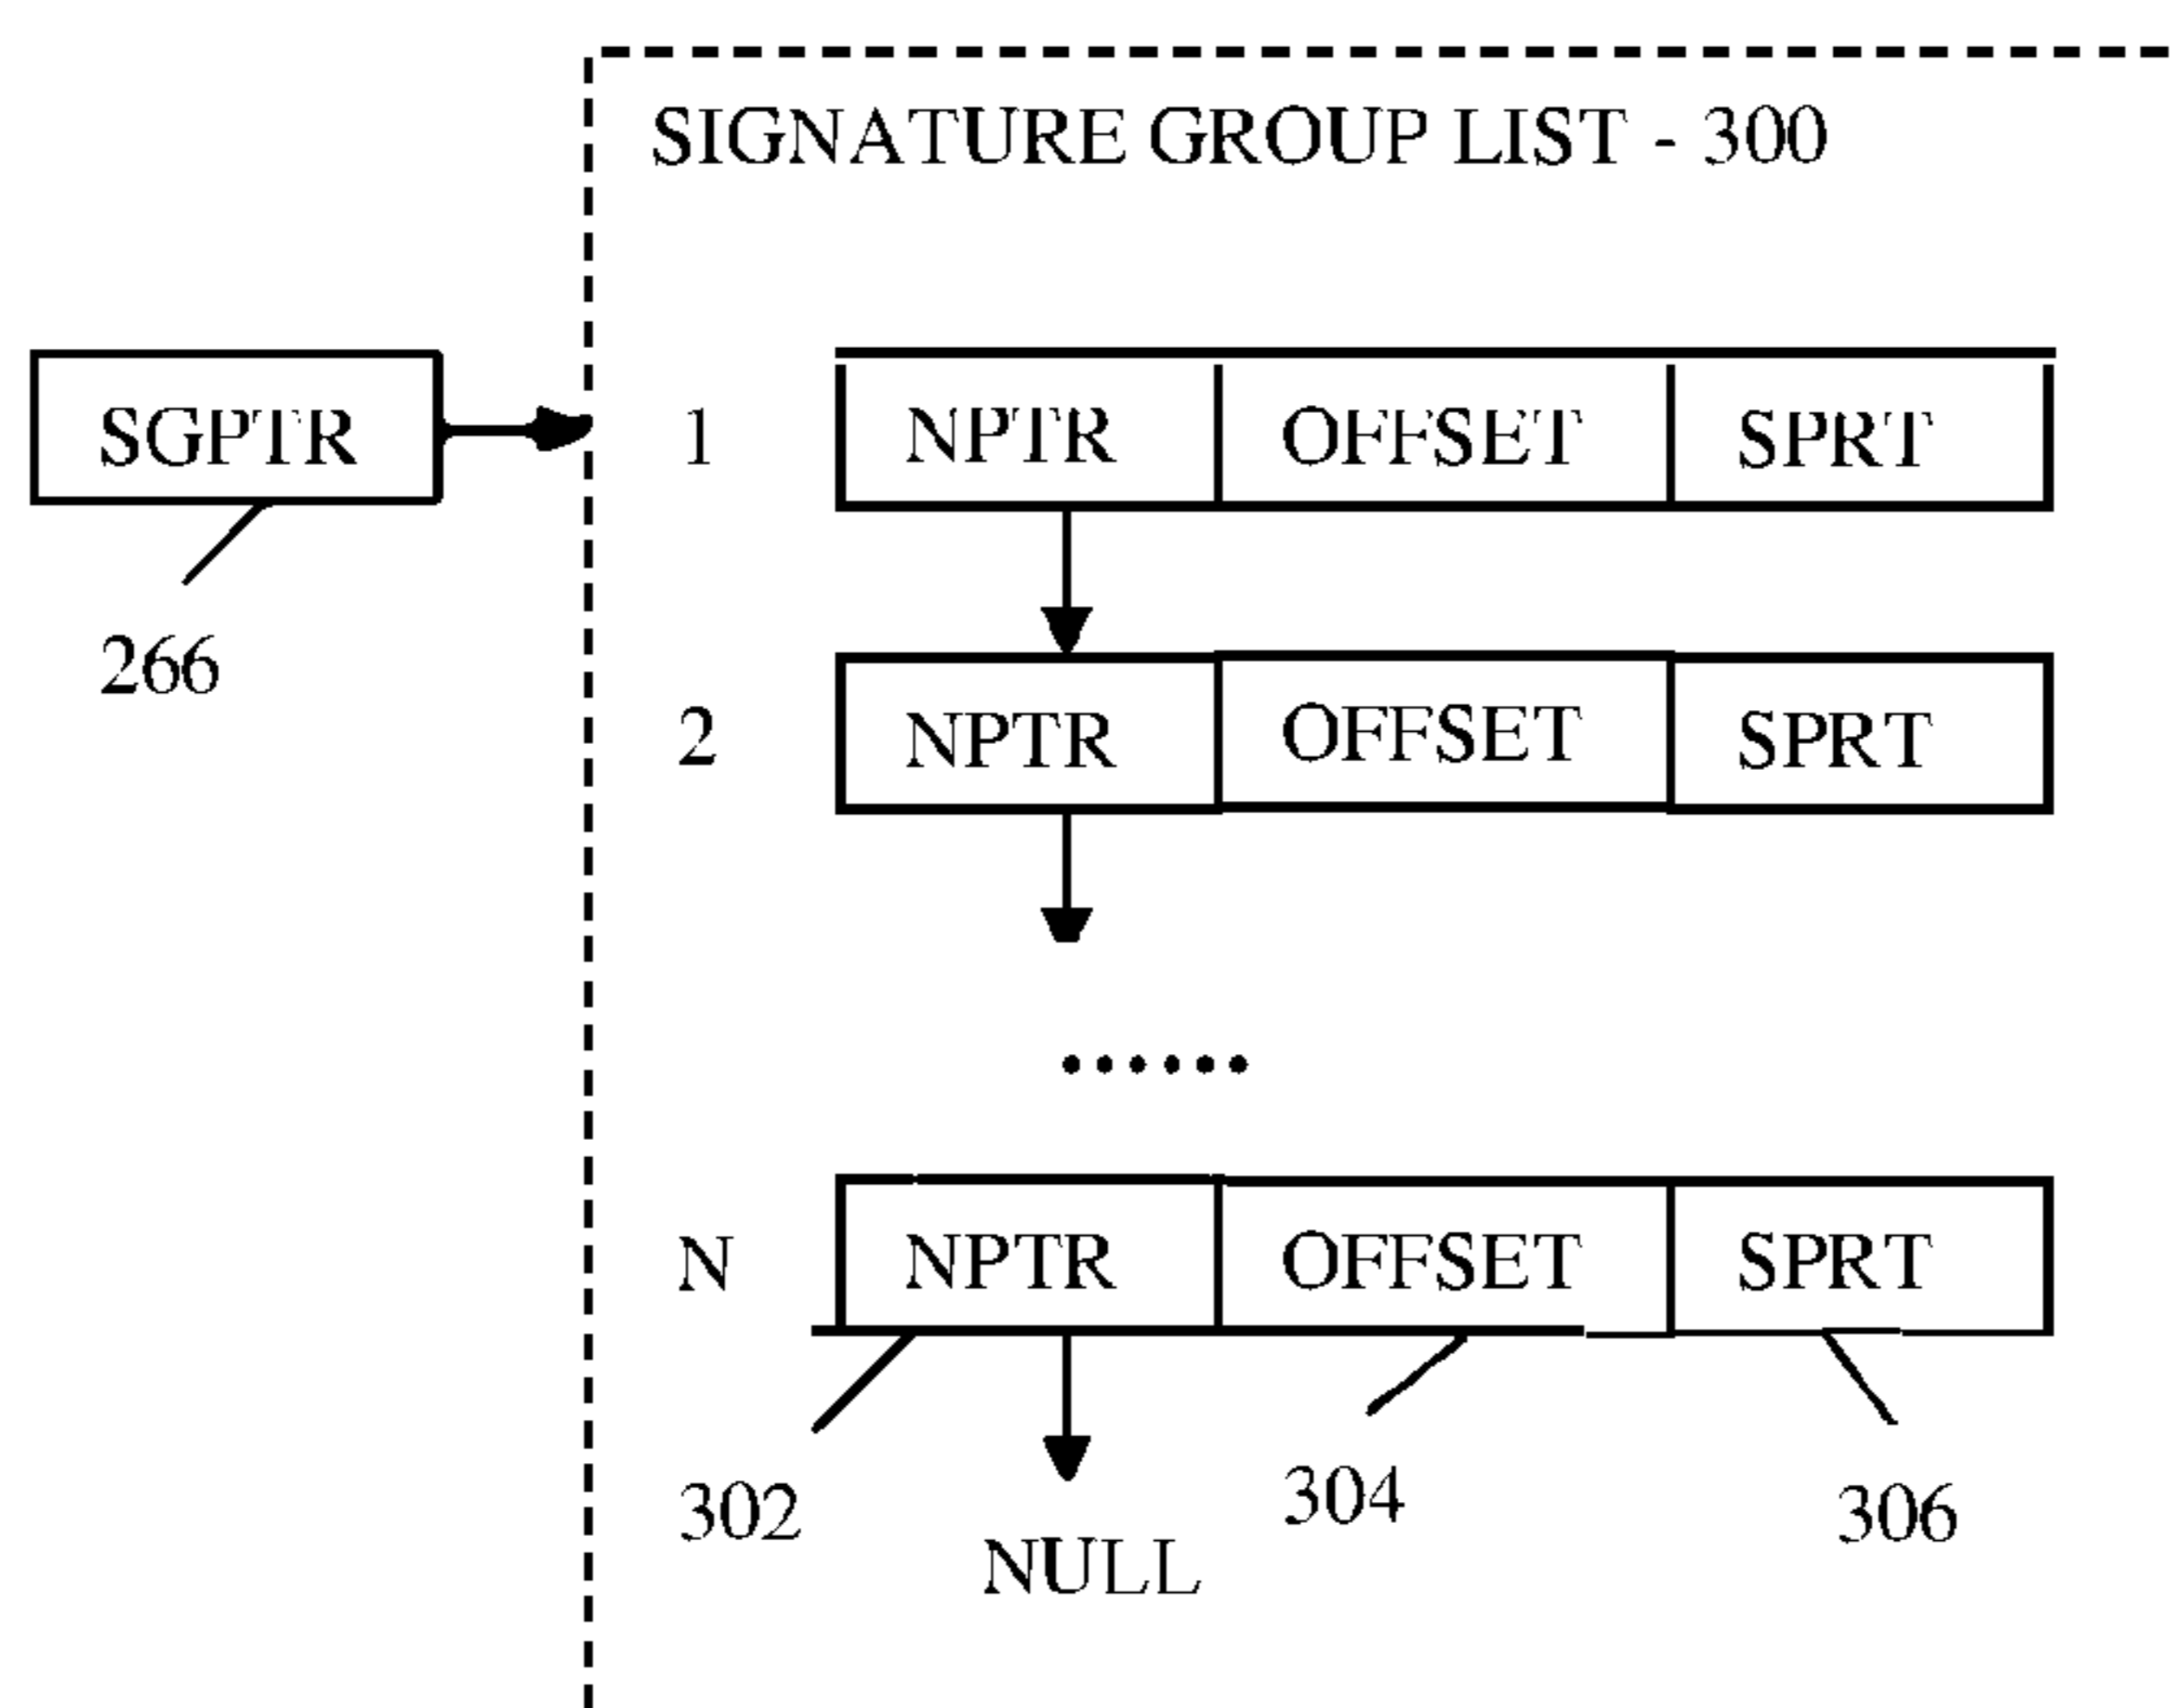 SIGNATURE GROUP LIST - 300
SGPTR
266
1 NPTR OFFSET SPRT
2 NPTR OFFSET SPRT
......
N NPTR OFFSET SPRT
302 304 306
NULL